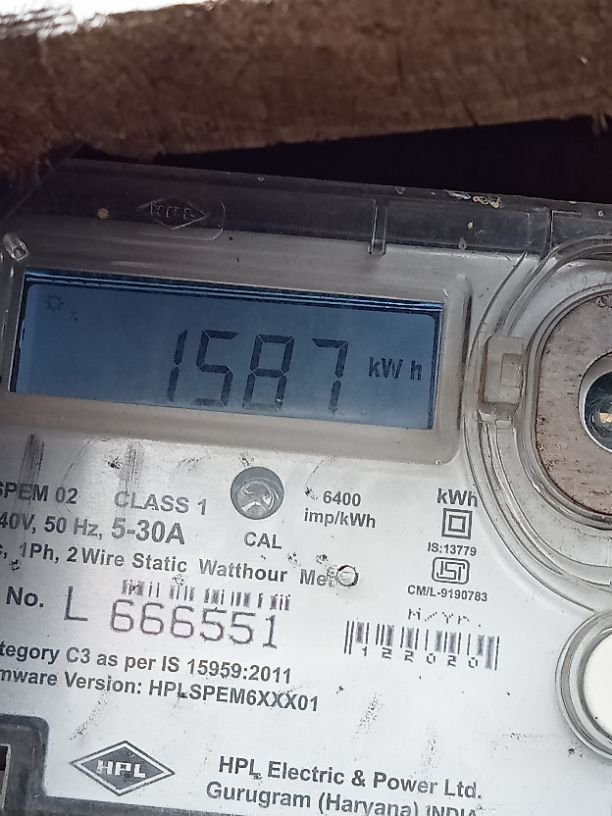 HPL
1587 kWh
SPEM 02 CLASS 1
40V, 50 Hz, 5-30A
CAL
6400
imp/kWh
kWh
IS:13779
CM/L-9190783
1Ph, 2 Wire Static Watthour
No. L 666551
M/Yr.
122020
tegory C3 as per IS 15959:2011
mware Version: HPLSPEM6XXX01
HPL
HPL Electric & Power Ltd.
Gurugram (Haryana) INDIA